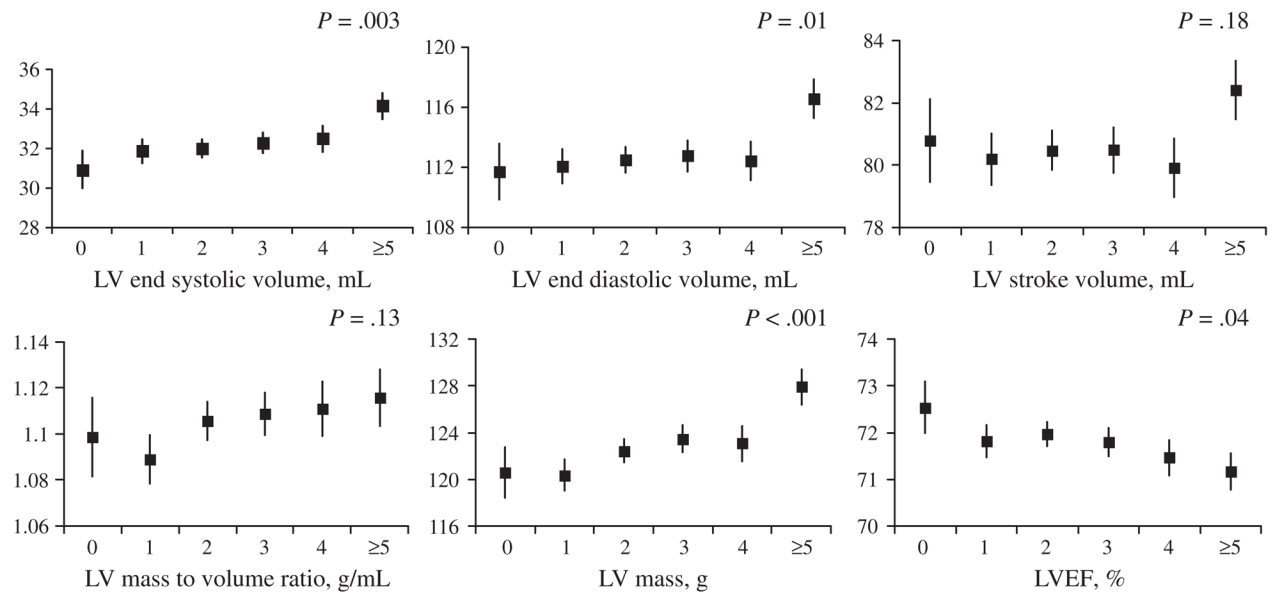 P = .003
36
34
32
30
28
0 1 2 3 4 ≥5
LV end systolic volume, mL
P = .01
120
116
112
108
0 1 2 3 4 ≥5
LV end diastolic volume, mL
P = .18
84
82
80
78
0 1 2 3 4 ≥5
LV stroke volume, mL
P = .13
1.14
1.12
1.1
1.08
1.06
0 1 2 3 4 ≥5
LV mass to volume ratio, g/mL
P < .001
132
128
124
120
116
0 1 2 3 4 ≥5
LV mass, g
P = .04
74
73
72
71
70
0 1 2 3 4 ≥5
LVEF, %